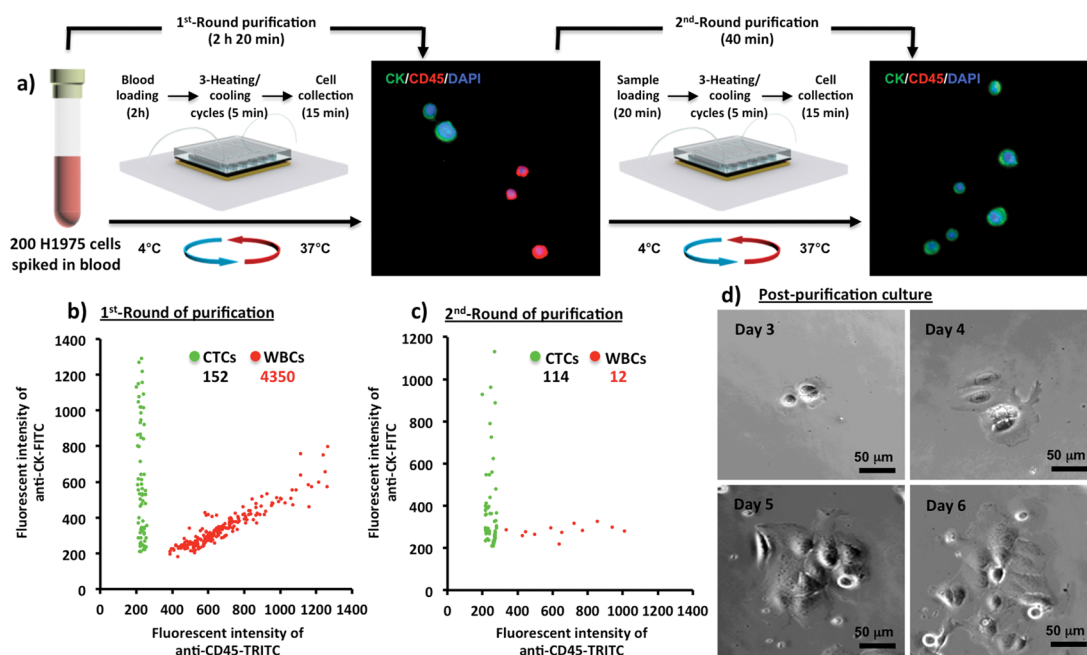 1st-Round purification
(2 h 20 min)
2nd-Round purification
(40 min)
a)
Blood
loading
(2h)
3-Heating/
cooling
cycles (5 min)
Cell
collection
(15 min)
CK/CD45/DAPI
Sample
loading
(20 min)
3-Heating/
cooling
cycles (5 min)
Cell
collection
(15 min)
CK/CD45/DAPI
200 H1975 cells
spiked in blood
4°C
37°C
4°C
37°C
b) 1st-Round of purification
CTCs
152
WBCs
4350
Fluorescent intensity of
anti-CK-FITC
1400
1200
1000
800
600
400
200
0
0 200 400 600 800 1000 1200 1400
Fluorescent intensity of
anti-CD45-TRITC
c) 2nd-Round of purification
CTCs
114
WBCs
12
Fluorescent intensity of
anti-CK-FITC
1200
1000
800
600
400
200
0
0 200 400 600 800 1000 1200
Fluorescent intensity of
anti-CD45-TRITC
d) Post-purification culture
Day 3
50 μm
Day 4
50 μm
Day 5
50 μm
Day 6
50 μm